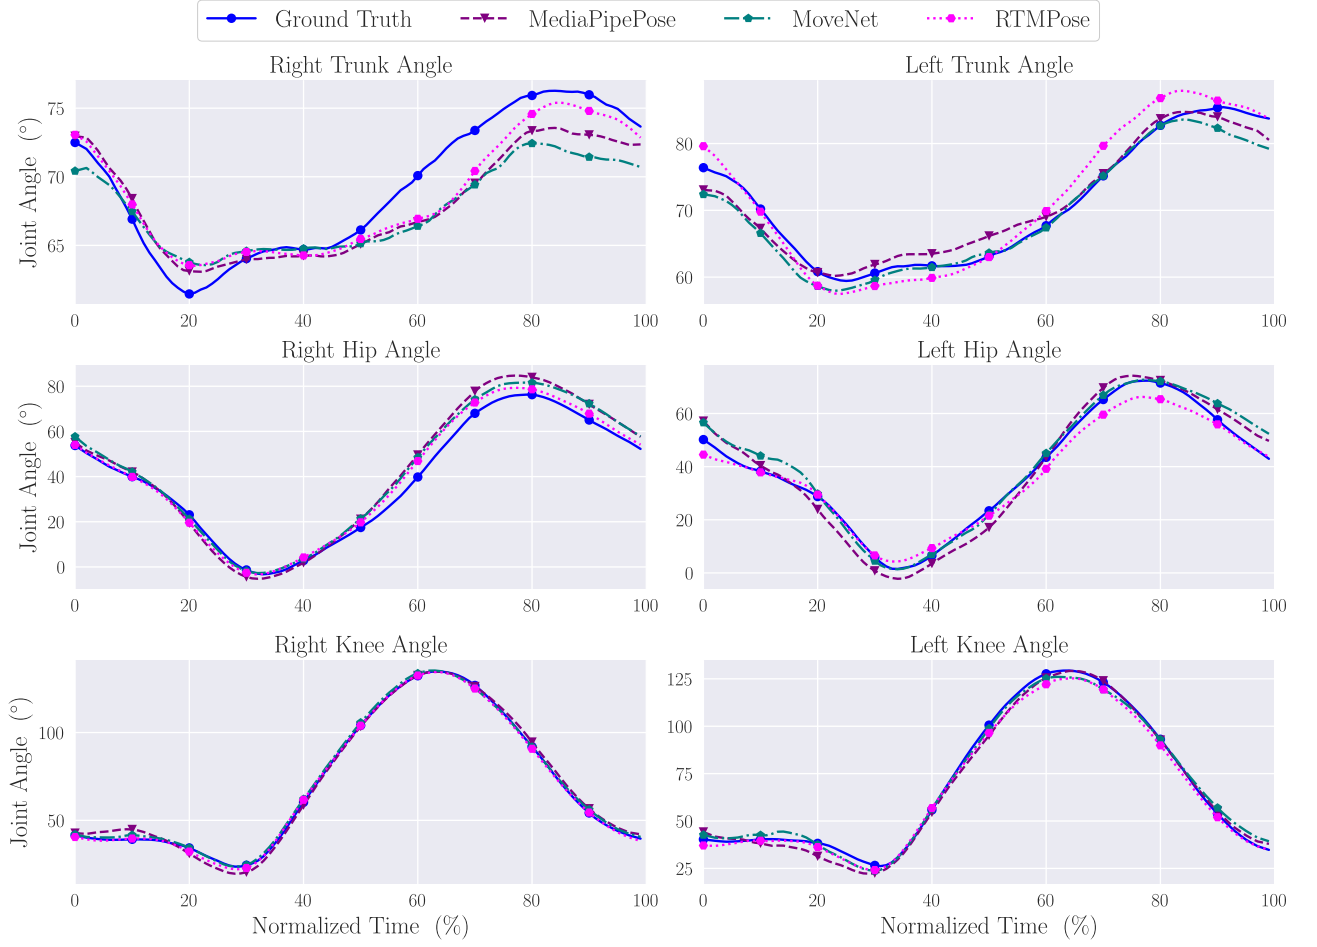 Ground Truth MediaPipePose MoveNet RTMPose
Right Trunk Angle Left Trunk Angle
Joint Angle (°)
75
70
65
0 20 40 60 80 100
80
70
60
0 20 40 60 80 100
Right Hip Angle Left Hip Angle
Joint Angle (°)
80
60
40
20
0
0 20 40 60 80 100
60
40
20
0
0 20 40 60 80 100
Right Knee Angle Left Knee Angle
Joint Angle (°)
100
50
0 20 40 60 80 100
Normalized Time (%)
125
100
75
50
25
0 20 40 60 80 100
Normalized Time (%)